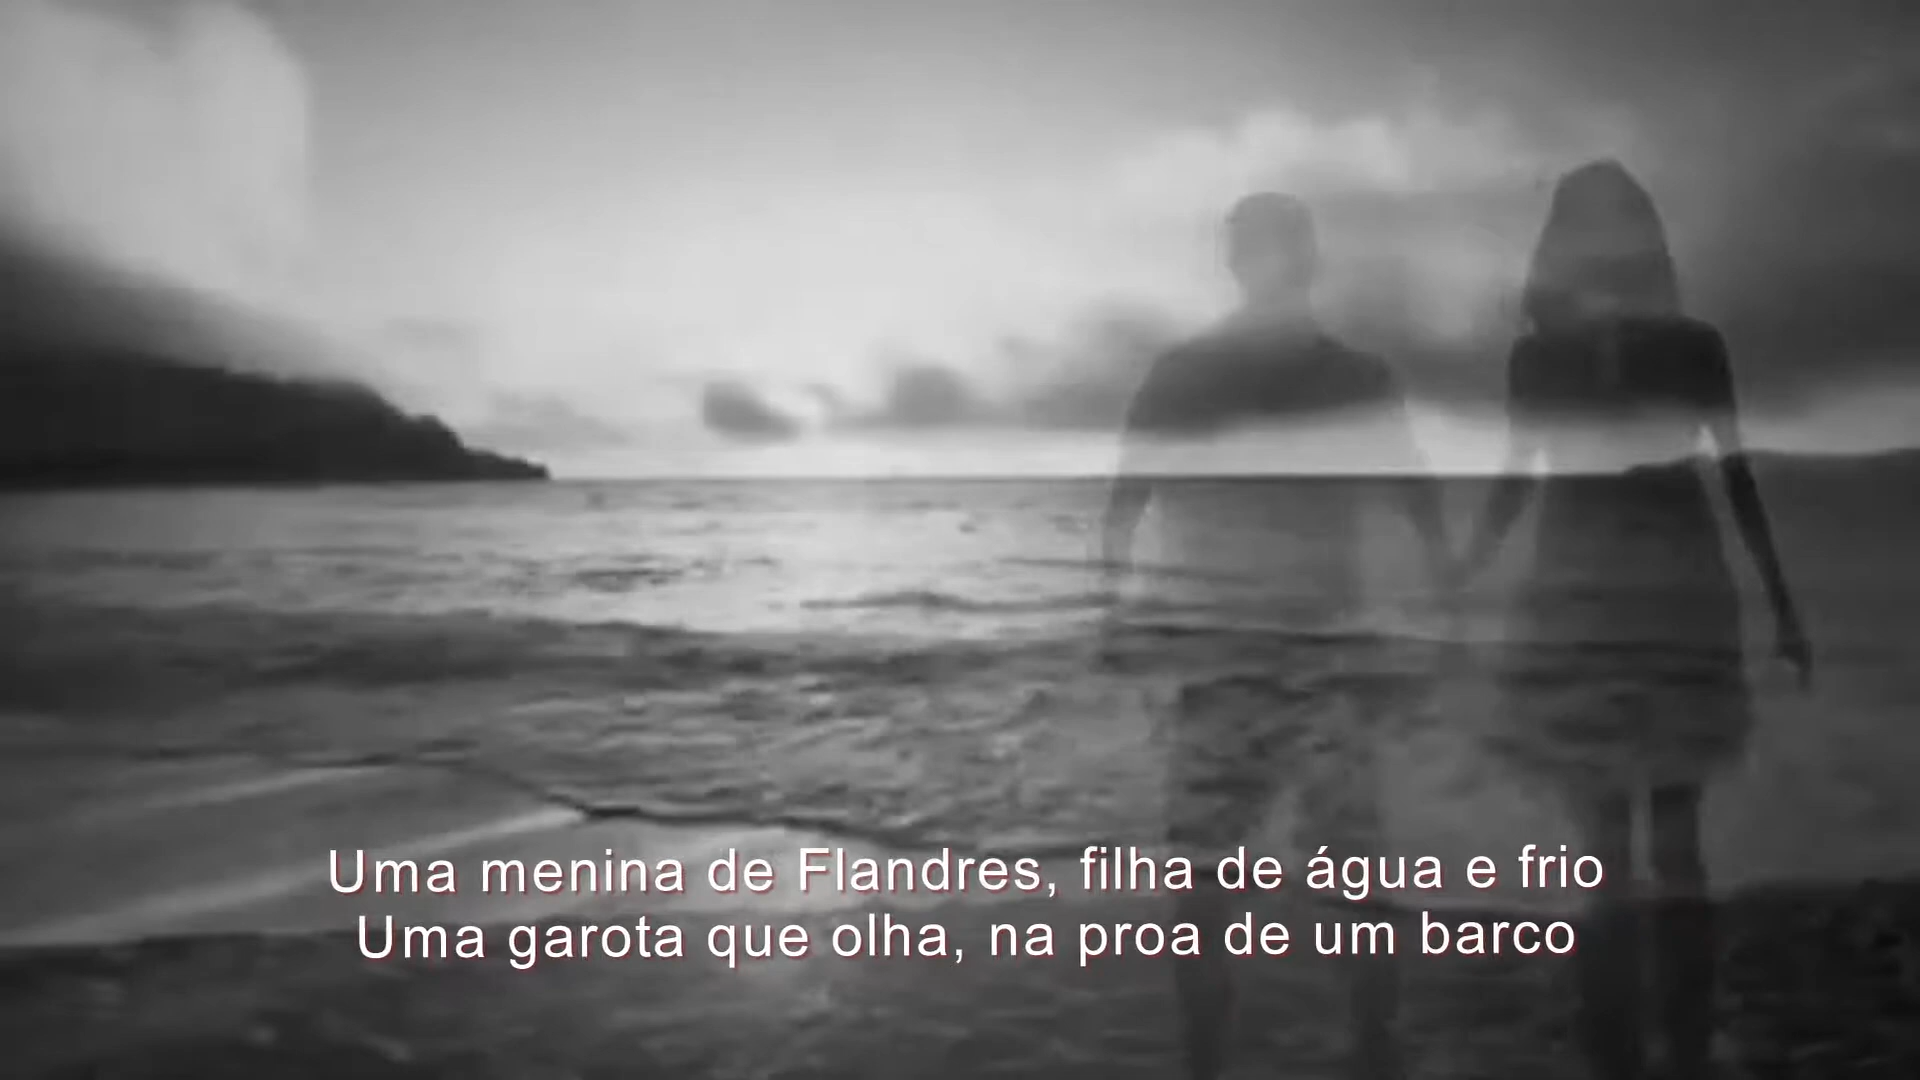 Uma menina de Flandres, filha de água e frio
Uma garota que olha, na proa de um barco